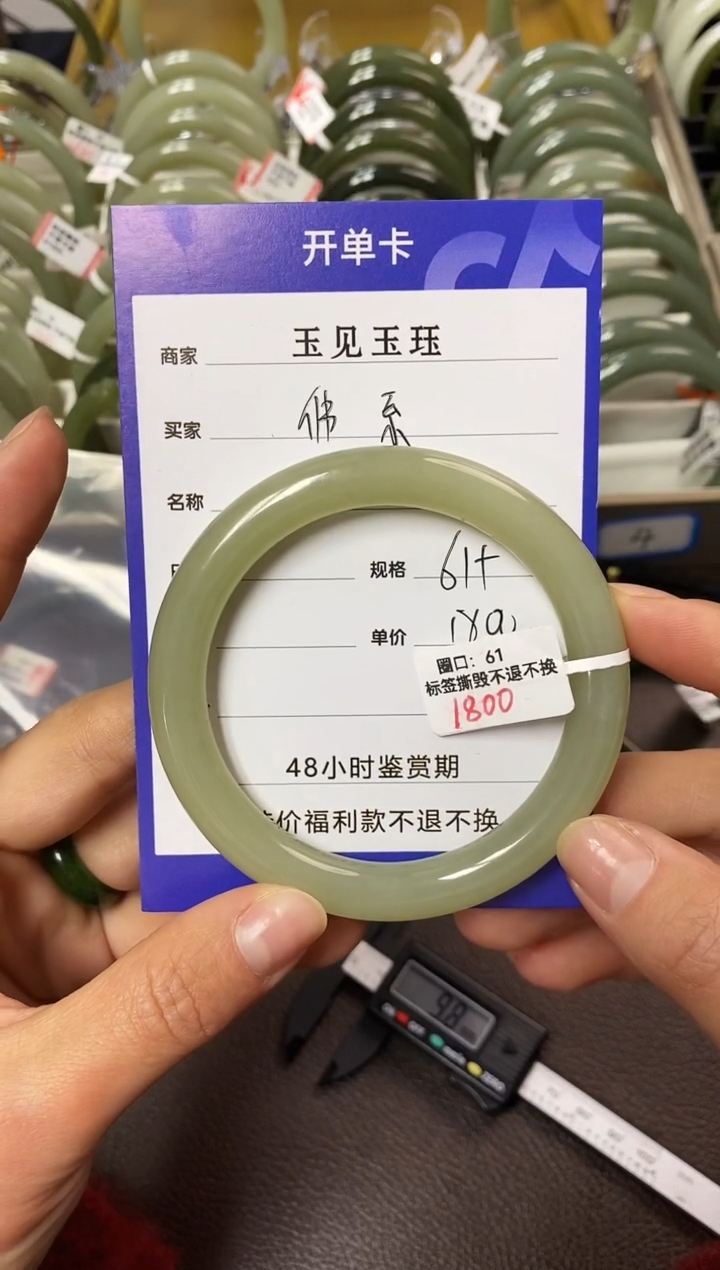 开单卡
商家 玉见玉珏
买家 佛系
名称
规格 61+
单价
圈口：61
标签撕毁不退不换
1800
48小时鉴赏期
价福利款不退不换
9.8